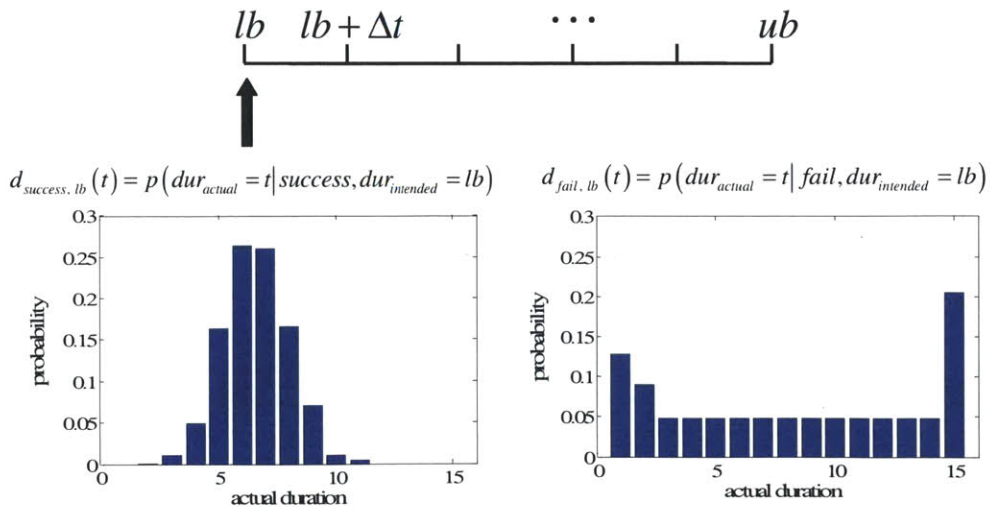 lb lb + Δt ··· ub
d_success, lb (t) = p(dur_actual = t| success, dur_intended = lb)
d_fail, lb (t) = p(dur_actual = t| fail, dur_intended = lb)
0.3
0.25
0.2
0.15
0.1
0.05
0
probability
0 5 10 15
actual duration
0.3
0.25
0.2
0.15
0.1
0.05
0
probability
0 5 10 15
actual duration